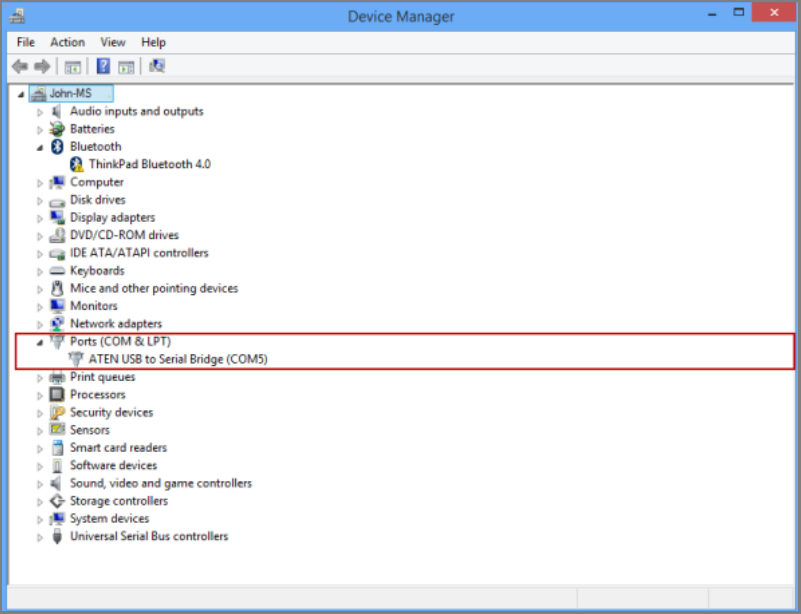 Device Manager
File Action View Help
John-MS
Audio inputs and outputs
Batteries
Bluetooth
ThinkPad Bluetooth 4.0
Computer
Disk drives
Display adapters
DVD/CD-ROM drives
IDE ATA/ATAPI controllers
Keyboards
Mice and other pointing devices
Monitors
Network adapters
Ports (COM & LPT)
ATEN USB to Serial Bridge (COM5)
Print queues
Processors
Security devices
Sensors
Smart card readers
Software devices
Sound, video and game controllers
Storage controllers
System devices
Universal Serial Bus controllers